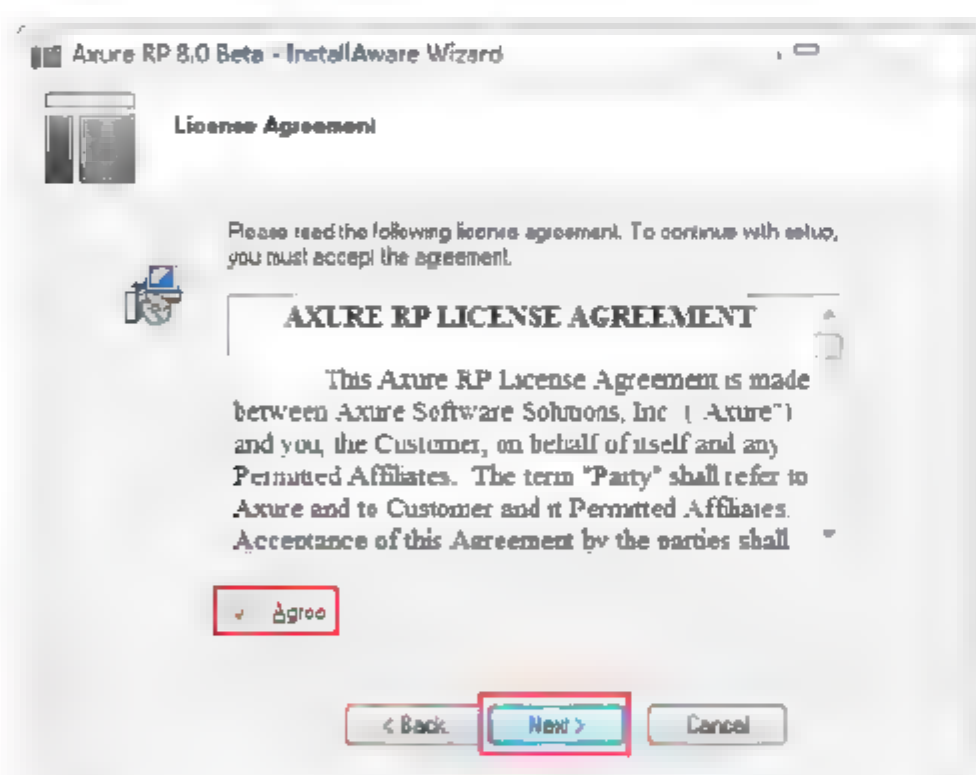 Axure RP 8.0 Beta - InstallAware Wizard
License Agreement
Please read the following license agreement. To continue with setup,
you must accept the agreement.
AXURE RP LICENSE AGREEMENT
This Axure RP License Agreement is made
between Axure Software Solutions, Inc. ("Axure")
and you, the Customer, on behalf of itself and any
Permitted Affiliates. The term "Party" shall refer to
Axure and to Customer and it Permitted Affiliates.
Acceptance of this Agreement by the parties shall
Agree
< Back
Next >
Cancel